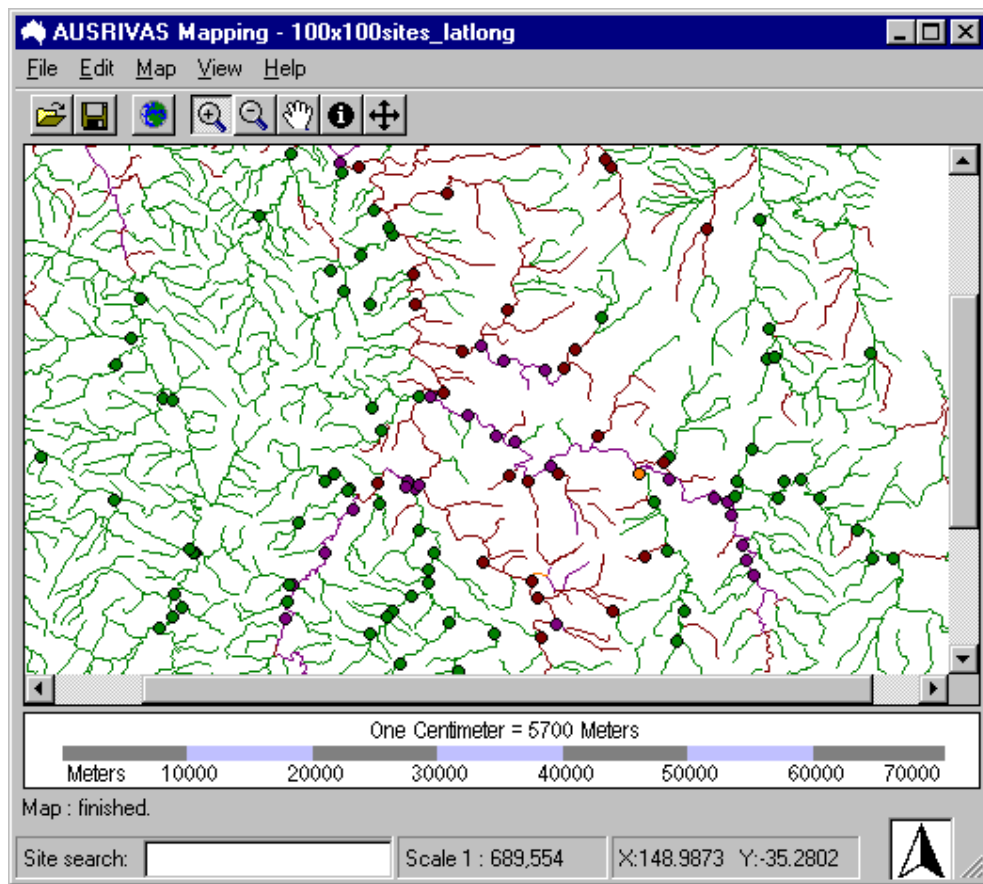 AUSRIVAS Mapping - 100x100sites_latlong
File Edit Map View Help
One Centimeter = 5700 Meters
Meters 10000 20000 30000 40000 50000 60000 70000
Map : finished.
Site search: Scale 1 : 689,554 X:148.9873 Y:-35.2802